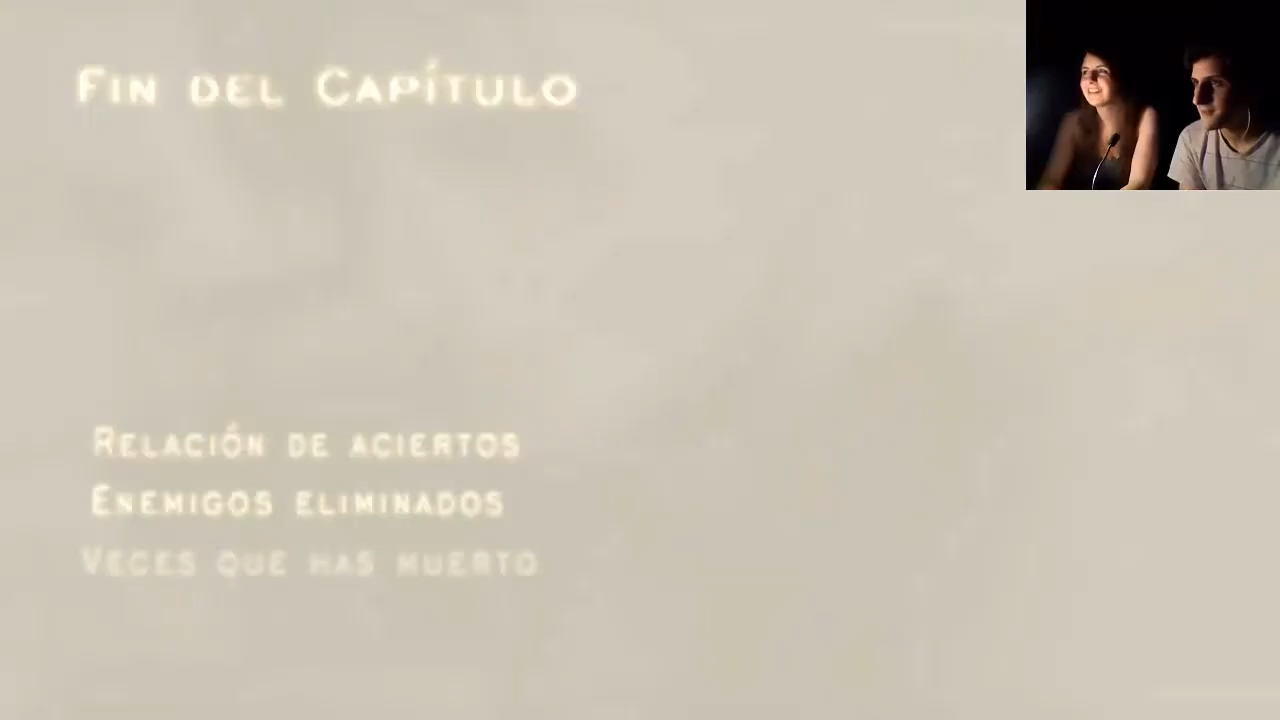 Fin del Capítulo
Relación de aciertos
Enemigos eliminados
Veces que has muerto